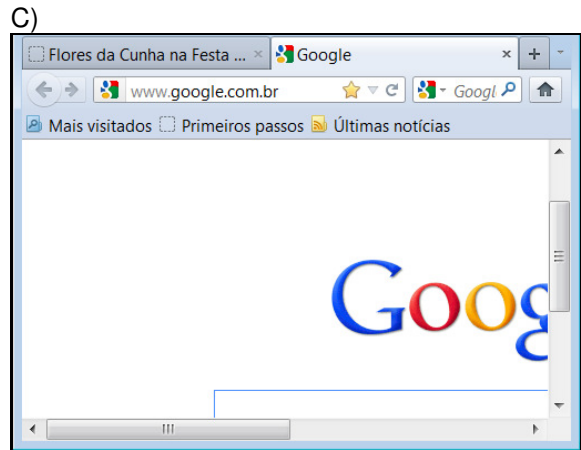 C)
Flores da Cunha na Festa ... Google
www.google.com.br Googl
Mais visitados Primeiros passos Últimas notícias
Goog